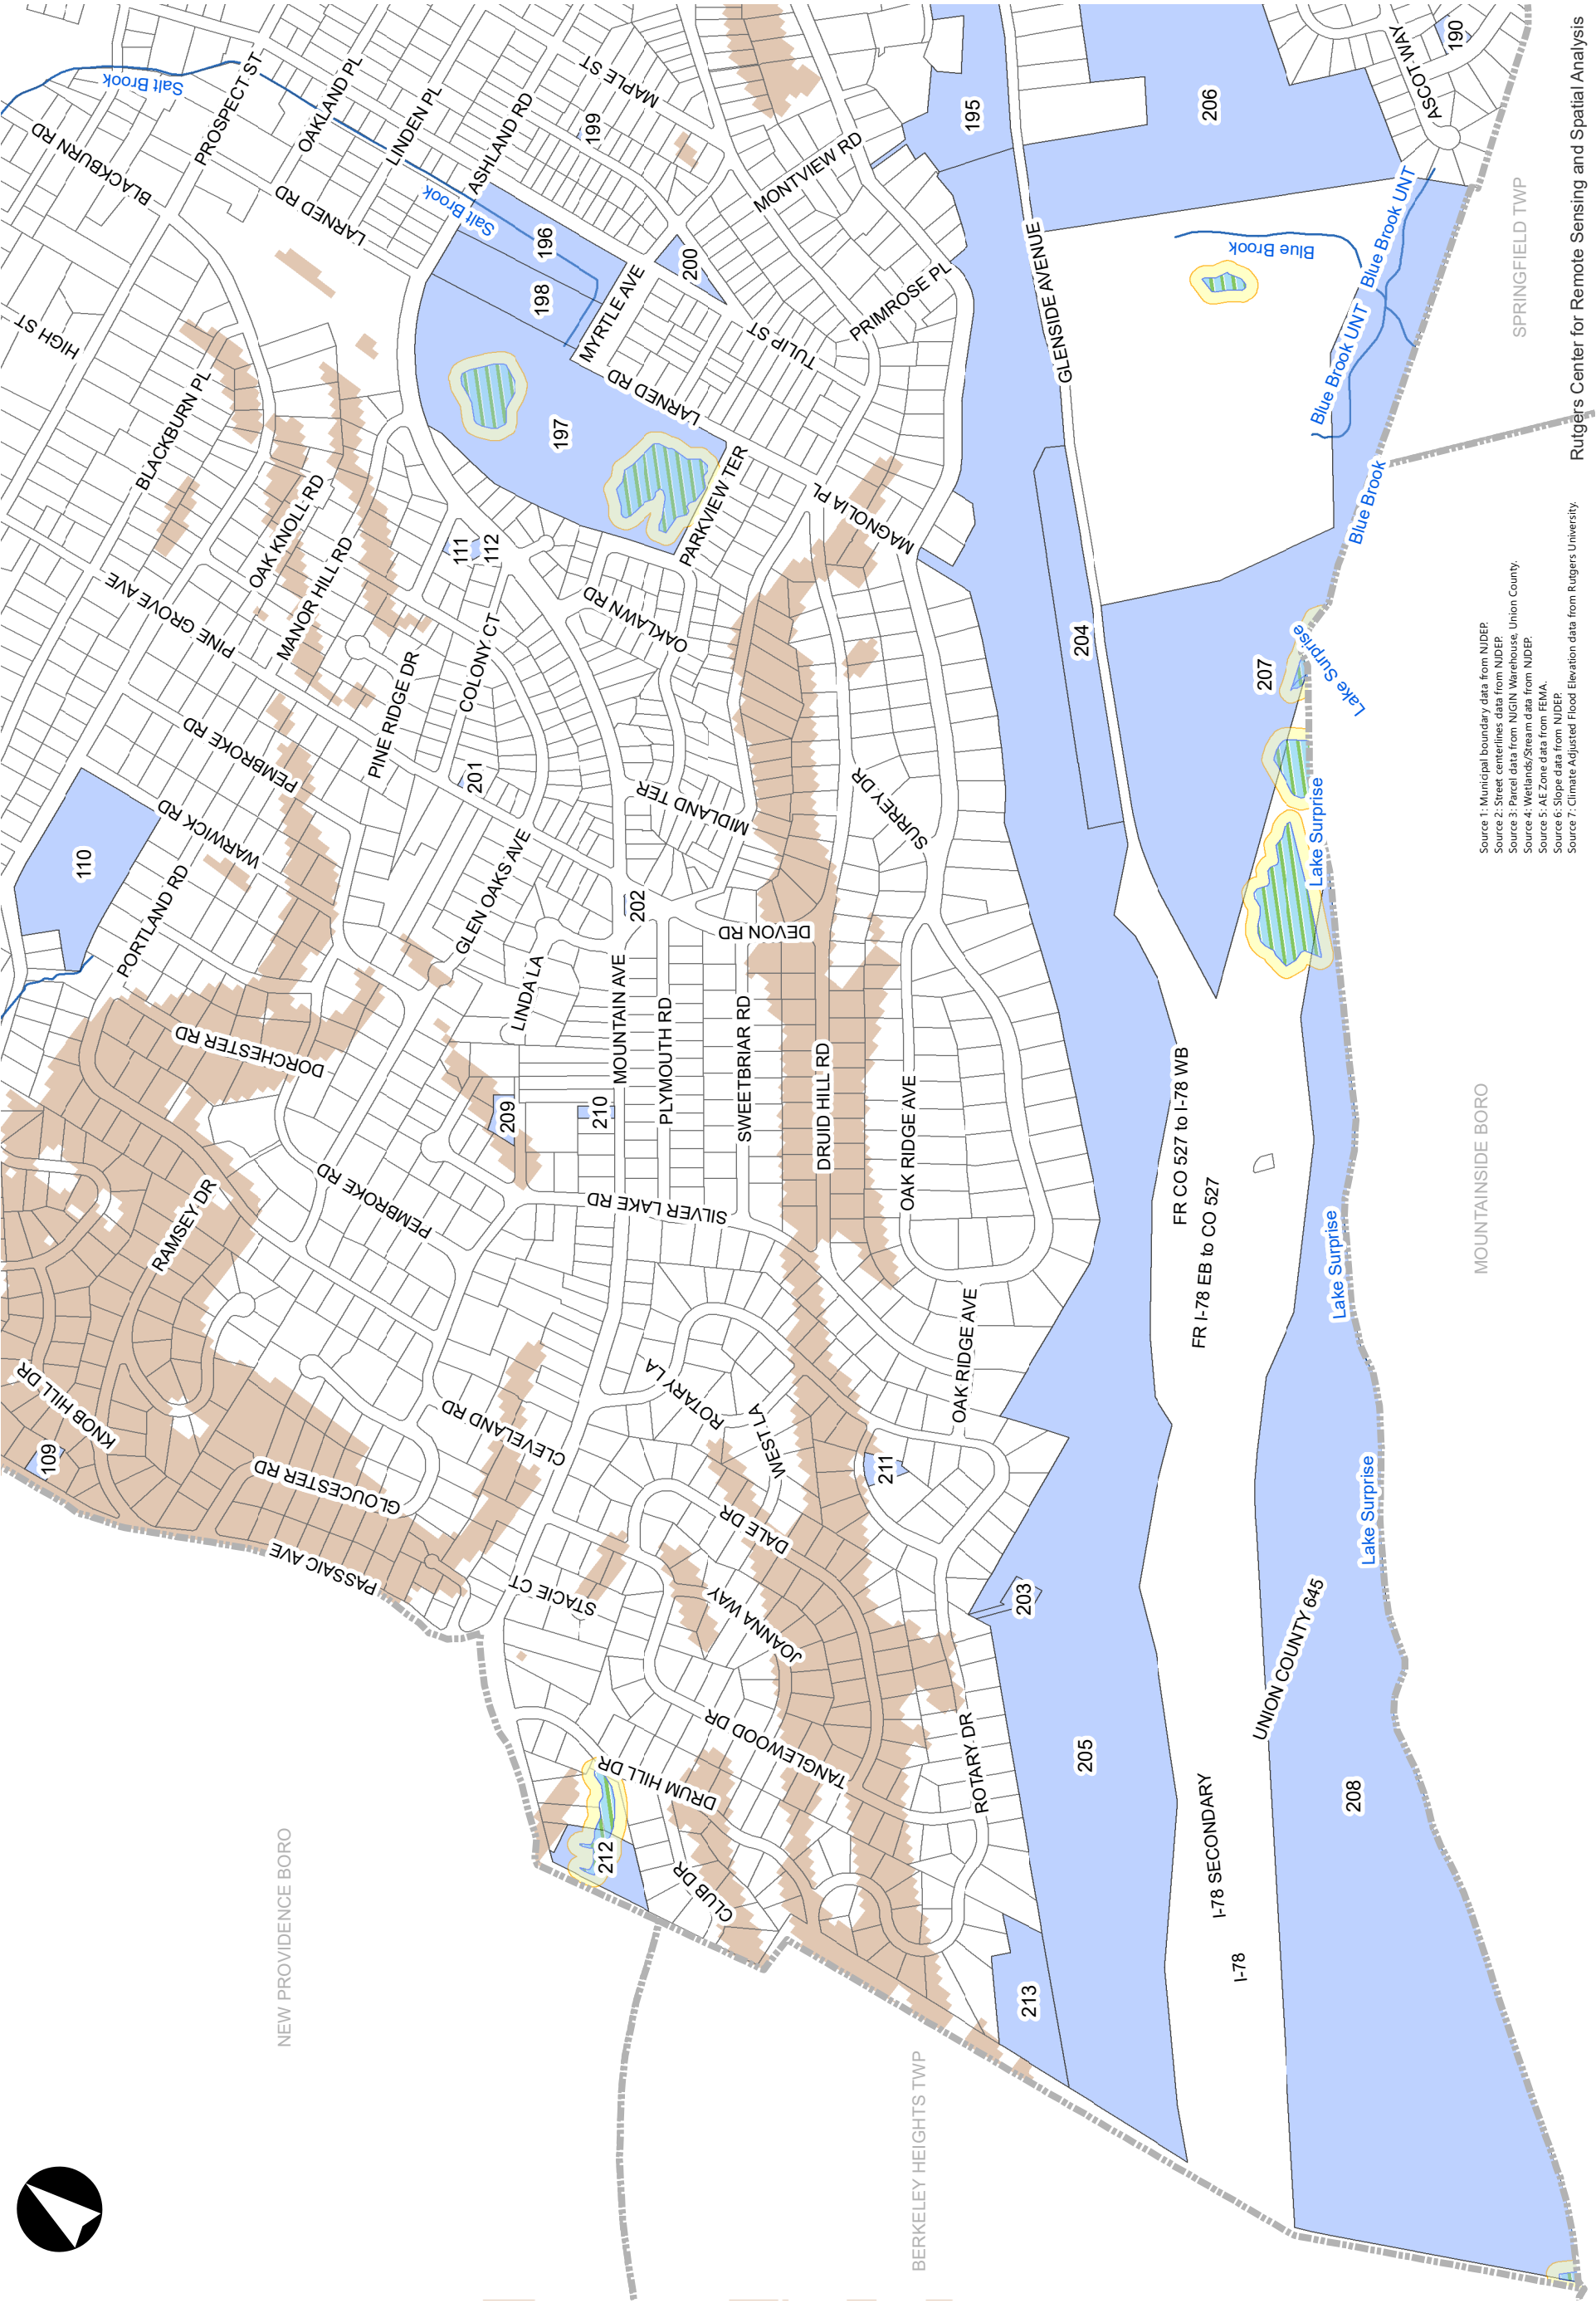 Salt Brook
BLACKBURN RD
PROSPECT ST
OAKLAND PL
LINDEN PL
ASHLAND RD
MAPLE ST
199
LARNED RD
Salt Brook
MONTVIEW RD
195
206
ASCOT WAY
190
HIGH ST
196
198
MYRTLE AVE
200
TULIP ST
PRIMROSE PL
GLENSIDE AVENUE
Blue Brook
Blue Brook UNT
Blue Brook UNT
SPRINGFIELD TWP
BLACKBURN PL
197
LARNED RD
PARKVIEW TER
MAGNOLIA PL
Blue Brook
OAK KNOLL RD
MANOR HILL RD
PINE GROVE AVE
111
112
COLONY CT
OAKLAWN RD
204
207
Lake Surprise
PEMBROKE RD
PINE RIDGE DR
201
MIDLAND TER
SURREY DR
Lake Surprise
110
WARWICK RD
PORTLAND RD
GLEN OAKS AVE
202
DEVON RD
LINDA LA
MOUNTAIN AVE
PLYMOUTH RD
SWEETBRIAR RD
DRUID HILL RD
OAK RIDGE AVE
DORCHESTER RD
209
210
FR CO 527 to I-78 WB
FR I-78 EB to CO 527
Lake Surprise
MOUNTAINSIDE BORO
RAMSEY DR
PEMBROKE RD
SILVER LAKE RD
OAK RIDGE AVE
KNOB HILL DR
109
GLOUCESTER RD
CLEVELAND RD
ROTARY LA
WEST LA
211
Lake Surprise
PASSAIC AVE
STACIE CT
DALE DR
JOANNA WAY
203
UNION COUNTY 645
TANGLEWOOD DR
DRUM HILL DR
ROTARY DR
205
208
I-78 SECONDARY
I-78
212
CLUB DR
213
NEW PROVIDENCE BORO
BERKELEY HEIGHTS TWP
Source 1: Municipal boundary data from NJDEP.
Source 2: Street centerlines data from NJDEP.
Source 3: Parcel data from NJGIN Warehouse, Union County.
Source 4: Wetlands/Stream data from NJDEP.
Source 5: AE Zone data from FEMA.
Source 6: Slope data from NJDEP.
Source 7: Climate Adjusted Flood Elevation data from Rutgers University.
Rutgers Center for Remote Sensing and Spatial Analysis